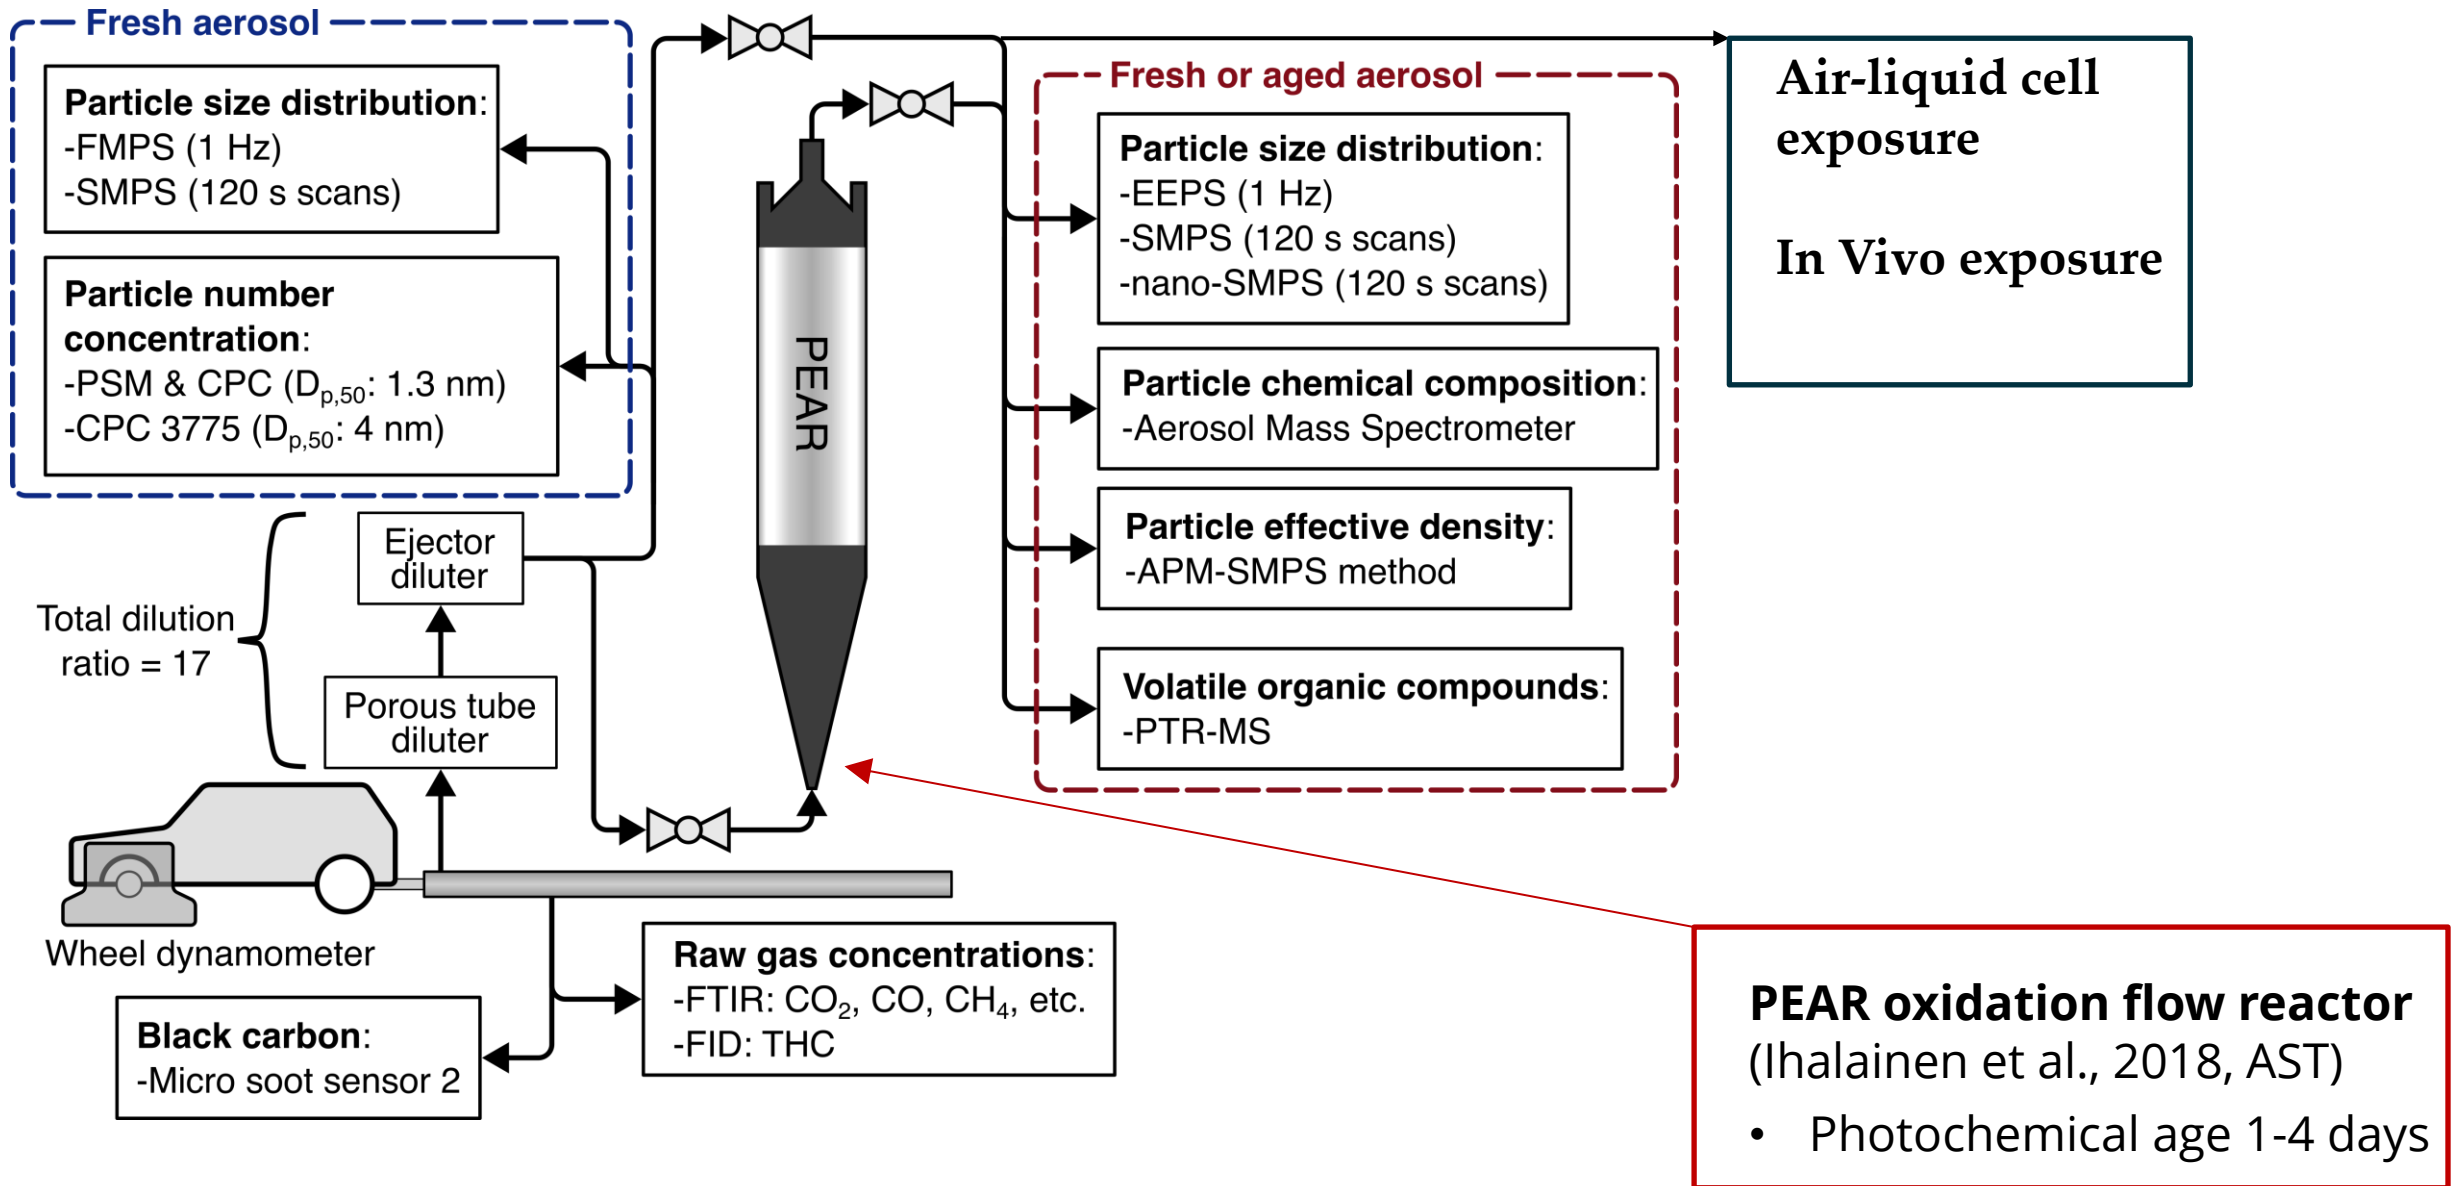 Fresh aerosol
Particle size distribution:
-FMPS (1 Hz)
-SMPS (120 s scans)
Particle number
concentration:
-PSM & CPC (Dp,50: 1.3 nm)
-CPC 3775 (Dp,50: 4 nm)
Ejector
diluter
Total dilution
ratio = 17
Porous tube
diluter
Wheel dynamometer
Black carbon:
-Micro soot sensor 2
Raw gas concentrations:
-FTIR: CO2, CO, CH4, etc.
-FID: THC
PEAR
Fresh or aged aerosol
Particle size distribution:
-EEPS (1 Hz)
-SMPS (120 s scans)
-nano-SMPS (120 s scans)
Particle chemical composition:
-Aerosol Mass Spectrometer
Particle effective density:
-APM-SMPS method
Volatile organic compounds:
-PTR-MS
Air-liquid cell
exposure
In Vivo exposure
PEAR oxidation flow reactor
(Ihalainen et al., 2018, AST)
• Photochemical age 1-4 days